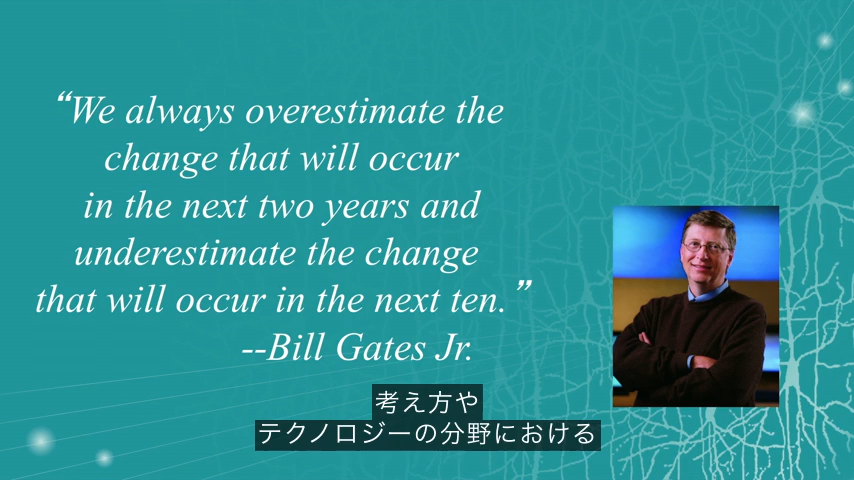 “We always overestimate the
change that will occur
in the next two years and
underestimate the change
that will occur in the next ten.”
--Bill Gates Jr.
考え方や
テクノロジーの分野における